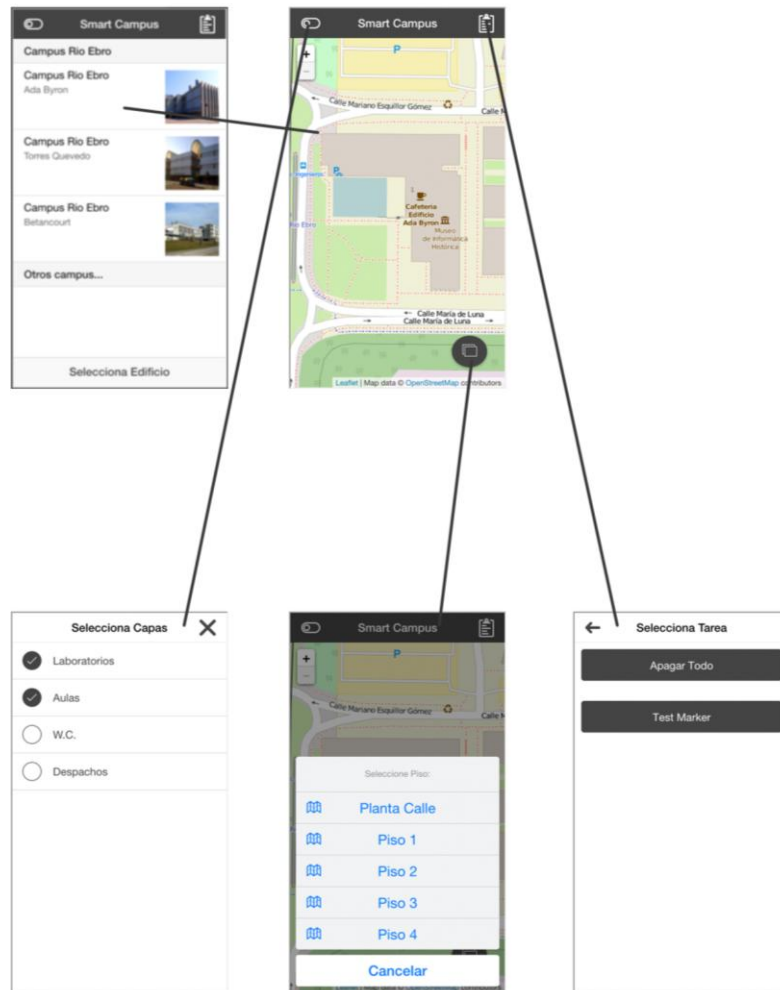 Smart Campus
Campus Rio Ebro
Campus Rio Ebro
Ada Byron
Campus Rio Ebro
Torres Quevedo
Campus Rio Ebro
Betancourt
Otros campus...
Selecciona Edificio
Smart Campus
+
-
P
Calle Mariano Esquillor Gómez
P
1
Cafetería
Edificio
Ada Byron
Museo
de Informática
Histórica
Río Ebro
Calle María de Luna
Calle María de Luna
Leaflet | Map data © OpenStreetMap contributors
Selecciona Capas
Laboratorios
Aulas
W.C.
Despachos
Smart Campus
+
-
P
Calle Mariano Esquillor Gómez
Seleccione Piso:
Planta Calle
Piso 1
Piso 2
Piso 3
Piso 4
Cancelar
Selecciona Tarea
Apagar Todo
Test Marker